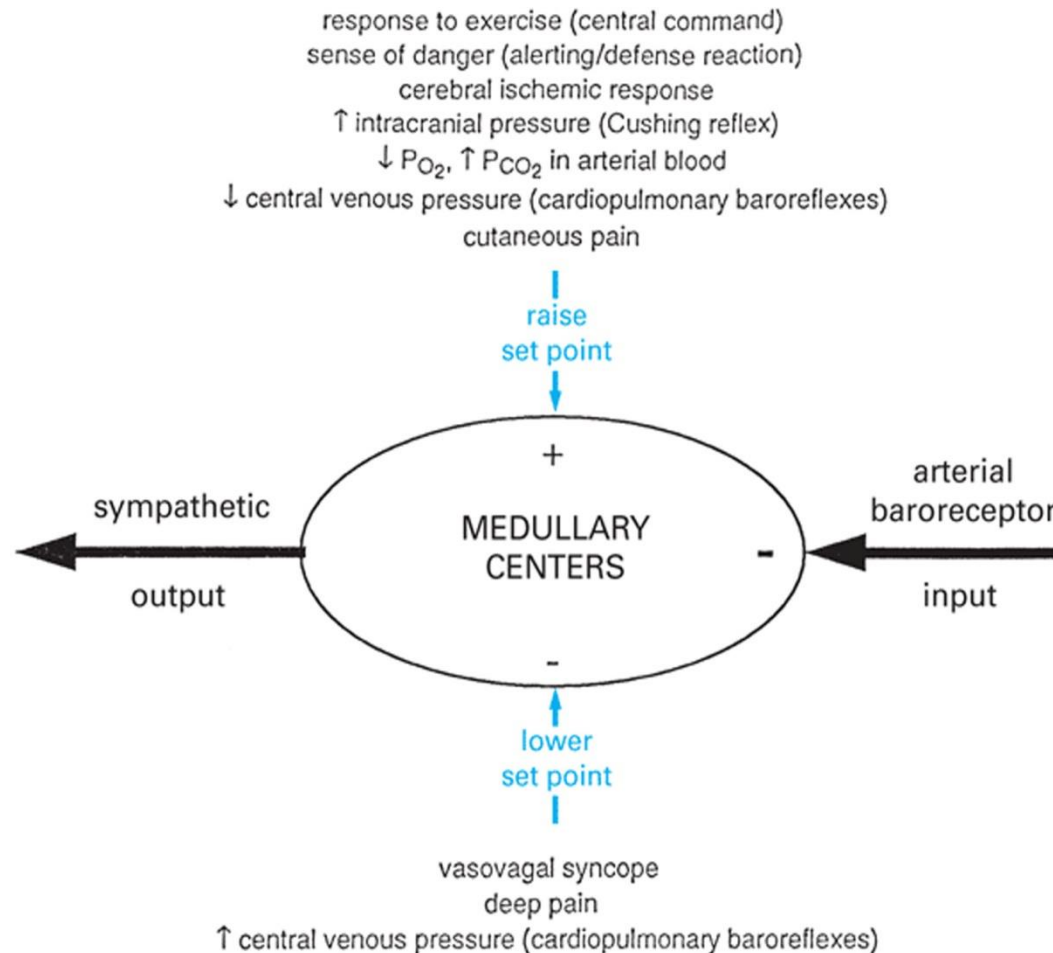 response to exercise (central command)
sense of danger (alerting/defense reaction)
cerebral ischemic response
↑ intracranial pressure (Cushing reflex)
↓ PO2, ↑ PCO2 in arterial blood
↓ central venous pressure (cardiopulmonary baroreflexes)
cutaneous pain
raise
set point
+
sympathetic
output
MEDULLARY
CENTERS
-
arterial
baroreceptor
input
-
lower
set point
vasovagal syncope
deep pain
↑ central venous pressure (cardiopulmonary baroreflexes)